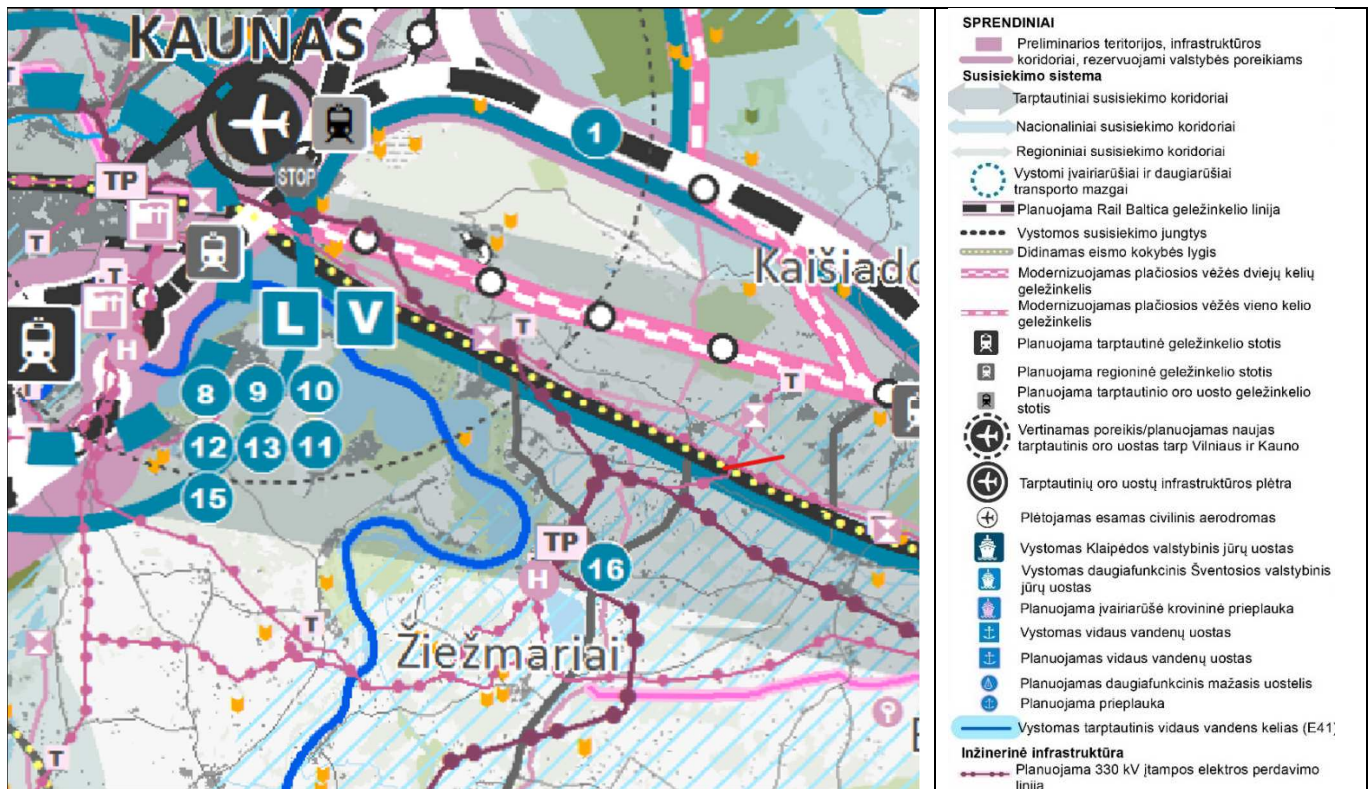 KAUNAS
T
1
STOP
TP
T
Kaišiado
T
L
V
T
T
H
8
9
10
12
13
11
15
T
TP
16
H
T
Žiežmariai
T
SPRENDINIAI
Preliminarios teritorijos, infrastruktūros
koridoriai, rezervuojami valstybės poreikiams
Susisiekimo sistema
Tarptautiniai susisiekimo koridoriai
Nacionaliniai susisiekimo koridoriai
Regioniniai susisiekimo koridoriai
Vystomi įvairiarūšiai ir daugiarūšiai
transporto mazgai
Planuojama Rail Baltica geležinkelio linija
Vystomos susisiekimo jungtys
Didinamas eismo kokybės lygis
Modernizuojamas plačiosios vėžės dviejų kelių
geležinkelis
Modernizuojamas plačiosios vėžės vieno kelio
geležinkelis
Planuojama tarptautinė geležinkelio stotis
Planuojama regioninė geležinkelio stotis
Planuojama tarptautinio oro uosto geležinkelio
stotis
Vertinamas poreikis/planuojamas naujas
tarptautinis oro uostas tarp Vilniaus ir Kauno
Tarptautinių oro uostų infrastruktūros plėtra
Plėtojamas esamas civilinis aerodromas
Vystomas Klaipėdos valstybinis jūrų uostas
Vystomas daugiafunkcinis Šventosios valstybinis
jūrų uostas
Planuojama įvairiarūšė krovininė prieplauka
Vystomas vidaus vandenų uostas
Planuojamas vidaus vandenų uostas
Planuojamas daugiafunkcinis mažasis uostelis
Planuojama prieplauka
Vystomas tarptautinis vidaus vandens kelias (E41)
Inžinerinė infrastruktūra
Planuojama 330 kV įtampos elektros perdavimo
linija